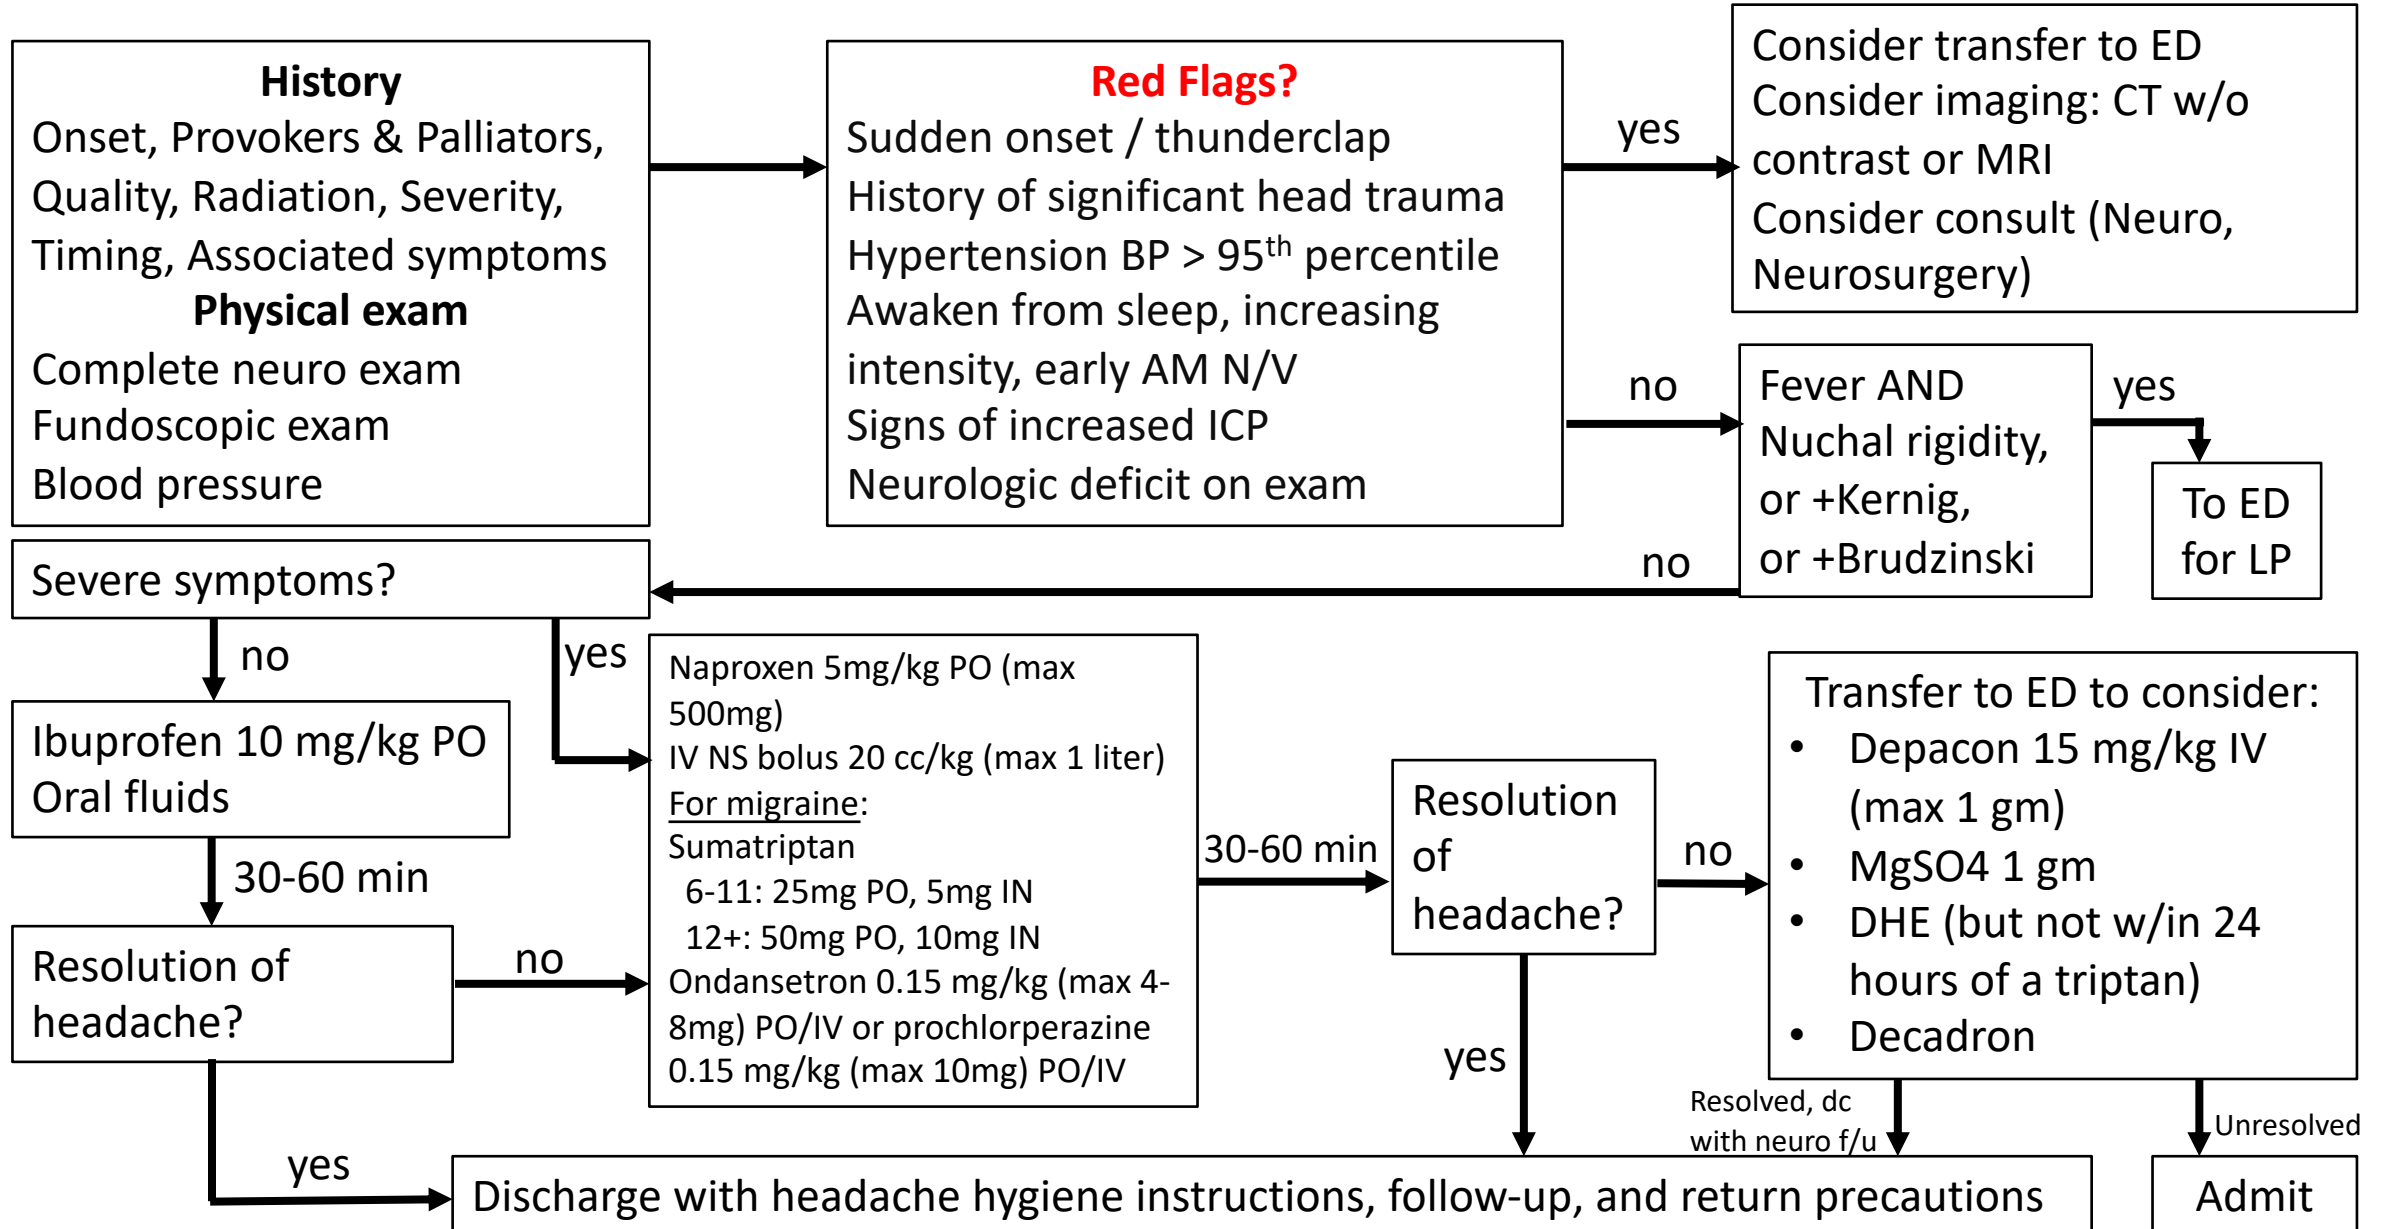 History
Onset, Provokers & Palliators,
Quality, Radiation, Severity,
Timing, Associated symptoms
Physical exam
Complete neuro exam
Fundoscopic exam
Blood pressure
Red Flags?
Sudden onset / thunderclap
History of significant head trauma
Hypertension BP > 95th percentile
Awaken from sleep, increasing
intensity, early AM N/V
Signs of increased ICP
Neurologic deficit on exam
yes
Consider transfer to ED
Consider imaging: CT w/o
contrast or MRI
Consider consult (Neuro,
Neurosurgery)
no
Fever AND
Nuchal rigidity,
or +Kernig,
or +Brudzinski
yes
To ED
for LP
no
Severe symptoms?
no
yes
Ibuprofen 10 mg/kg PO
Oral fluids
30-60 min
Resolution of
headache?
no
yes
Naproxen 5mg/kg PO (max
500mg)
IV NS bolus 20 cc/kg (max 1 liter)
For migraine:
Sumatriptan
6-11: 25mg PO, 5mg IN
12+: 50mg PO, 10mg IN
Ondansetron 0.15 mg/kg (max 4-
8mg) PO/IV or prochlorperazine
0.15 mg/kg (max 10mg) PO/IV
30-60 min
Resolution
of
headache?
no
yes
Transfer to ED to consider:
• Depacon 15 mg/kg IV
(max 1 gm)
• MgSO4 1 gm
• DHE (but not w/in 24
hours of a triptan)
• Decadron
Resolved, dc
with neuro f/u
Unresolved
Discharge with headache hygiene instructions, follow-up, and return precautions
Admit